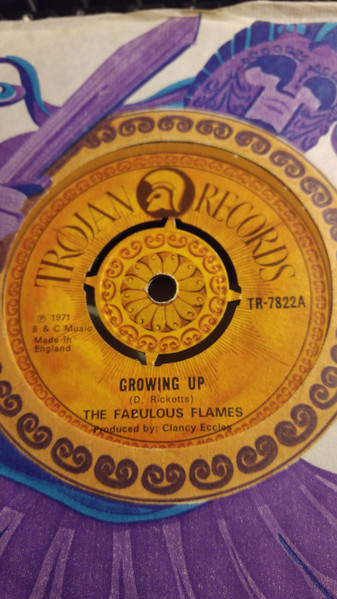 TROJAN RECORDS
TR-7822A
℗ 1971
B & C Music
Made In
England
GROWING UP
(D. Ricketts)
THE FABULOUS FLAMES
Produced by: Clancy Eccles